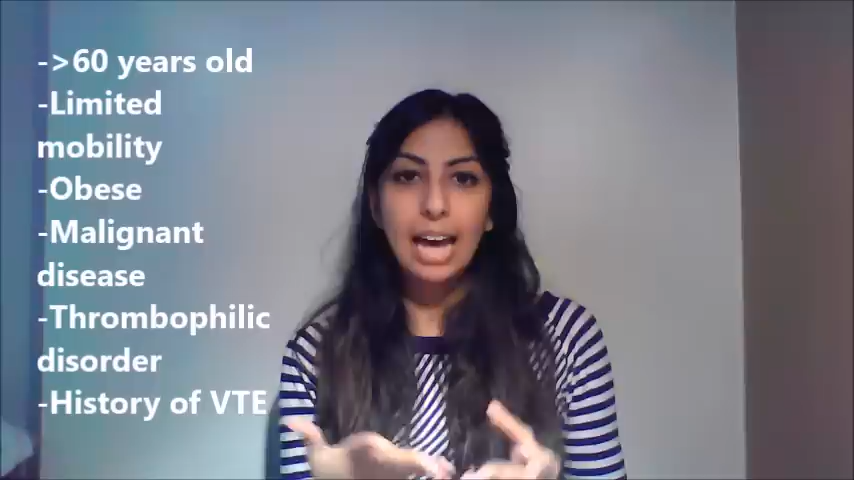 ->60 years old
-Limited
mobility
-Obese
-Malignant
disease
-Thrombophilic
disorder
-History of VTE